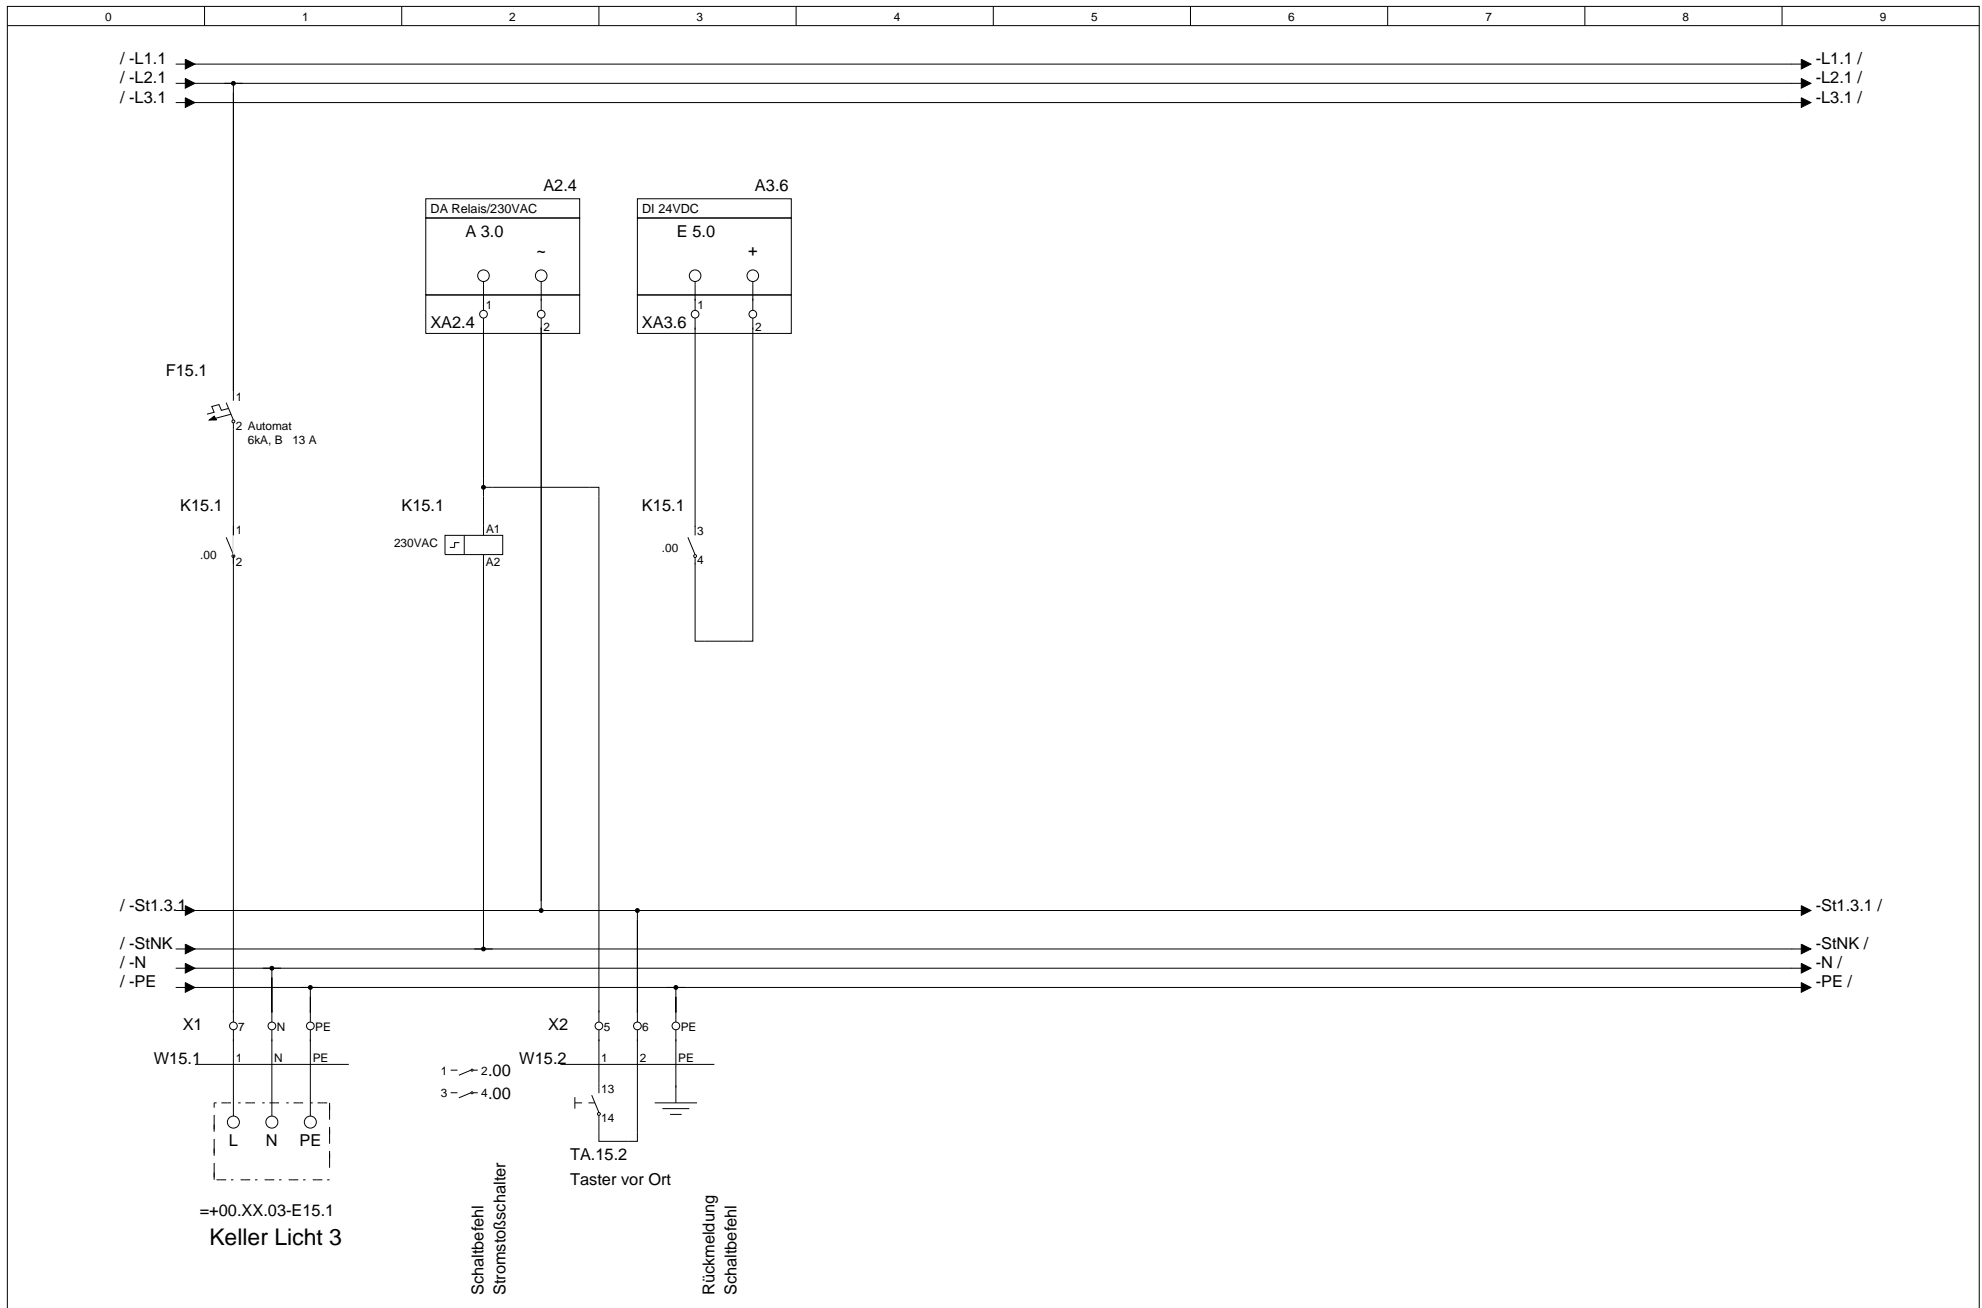 0 1 2 3 4 5 6 7 8 9
/ -L1.1 -L1.1 /
/ -L2.1 -L2.1 /
/ -L3.1 -L3.1 /
A2.4 A3.6
DA Relais/230VAC DI 24VDC
A 3.0 E 5.0
~ +
1 1
XA2.4 2 XA3.6 2
F15.1
1
2 Automat
6kA, B 13 A
K15.1 K15.1 K15.1
1 A1 3
230VAC
.00 2 A2 .00 4
/ -St1.3.1 -St1.3.1 /
/ -StNK -StNK /
/ -N -N /
/ -PE -PE /
X1 7 N PE X2 5 6 PE
W15.1 1 N PE W15.2 1 2 PE
1 2.00
3 4.00
13
14
L N PE
TA.15.2
Taster vor Ort
=+00.XX.03-E15.1
Keller Licht 3
Schaltbefehl
Stromstoßschalter
Rückmeldung
Schaltbefehl